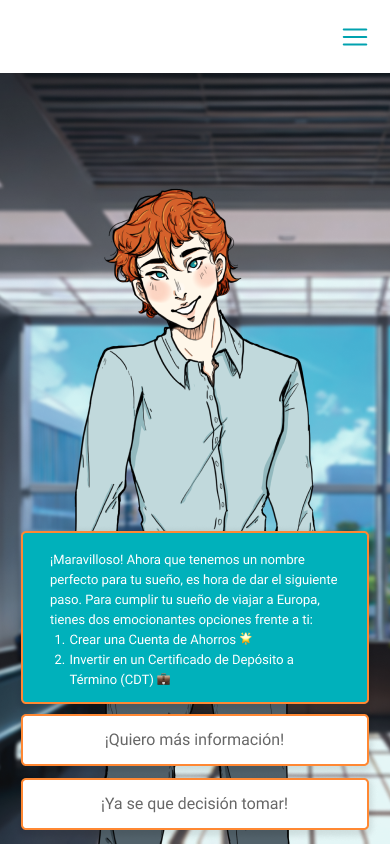 ¡Maravilloso! Ahora que tenemos un nombre
perfecto para tu sueño, es hora de dar el siguiente
paso. Para cumplir tu sueño de viajar a Europa,
tienes dos emocionantes opciones frente a ti:
1. Crear una Cuenta de Ahorros 🌟
2. Invertir en un Certificado de Depósito a
Término (CDT) 💼
¡Quiero más información!
¡Ya se que decisión tomar!